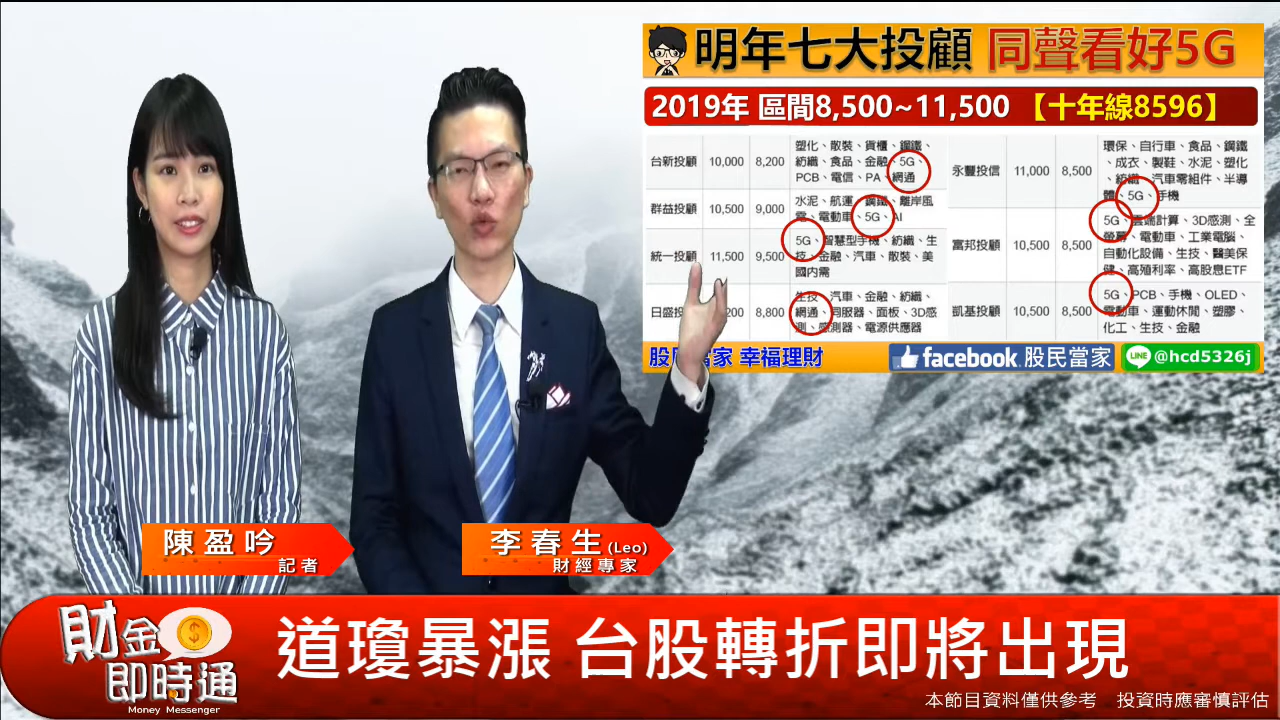 明年七大投顧 同聲看好5G
2019年 區間8,500~11,500 【十年線8596】
台新投顧 10,000 8,200
塑化、散裝、貨櫃、鋼鐵、
紡織、食品、金融、5G、
PCB、電信、PA、網通
群益投顧 10,500 9,000
水泥、航運、鋼鐵、離岸風
電、電動車、5G、AI
統一投顧 11,500 9,500
5G、智慧型手機、紡織、生
技、金融、汽車、散裝、美
國內需
日盛投 200 8,800
生技、汽車、金融、紡織、
網通、伺服器、面板、3D感
測、感測器、電源供應器
永豐投信 11,000 8,500
環保、自行車、食品、鋼鐵
、成衣、製鞋、水泥、塑化
、紡織、汽車零組件、半導
體、5G、手機
富邦投顧 10,500 8,500
5G、雲端計算、3D感測、全
螢幕、電動車、工業電腦、
自動化設備、生技、醫美保
健、高殖利率、高股息ETF
凱基投顧 10,500 8,500
5G、PCB、手機、OLED、
電動車、運動休閒、塑膠、
化工、生技、金融
股民當家 幸福理財
facebook.股民當家
LINE @hcd5326j
陳盈吟
記者
李春生(Leo)
財經專家
財金
即時通
Money Messenger
道瓊暴漲 台股轉折即將出現
本節目資料僅供參考 投資時應審慎評估